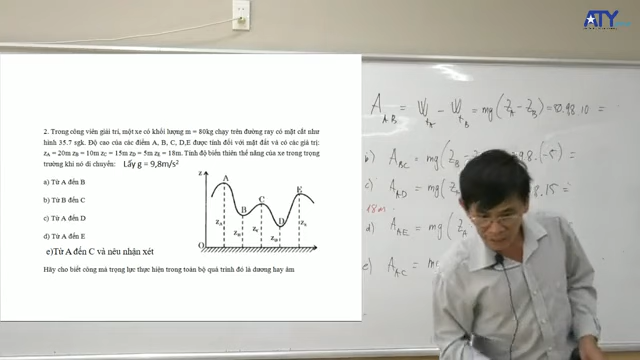 ATY
2. Trong công viên giải trí, một xe có khối lượng m = 80kg chạy trên đường ray có mặt cắt như
hình 35.7 sgk. Độ cao của các điểm A, B, C, D,E được tính đối với mặt đất và có các giá trị:
zA = 20m zB = 10m zC = 15m zD = 5m zE = 18m. Tính độ biến thiên thế năng của xe trong trọng
trường khi nó di chuyển: Lấy g = 9,8m/s²
a) Từ A đến B
b) Từ B đến C
c) Từ A đến D
d) Từ A đến E
e)Từ A đến C và nêu nhận xét
Hãy cho biết công mà trọng lực thực hiện trong toàn bộ quá trình đó là dương hay âm
z
A
B
C
D
E
zA
zB
zC
zE
O
A AB = WtA - WtB = mg(ZA - ZB) = 80.9,8.10 =
b) ABC = mg(ZB - 98.(-5) =
c) AAD = mg(ZA 8.15 =
18m
d) AAE = mg(ZA
e) AAC =